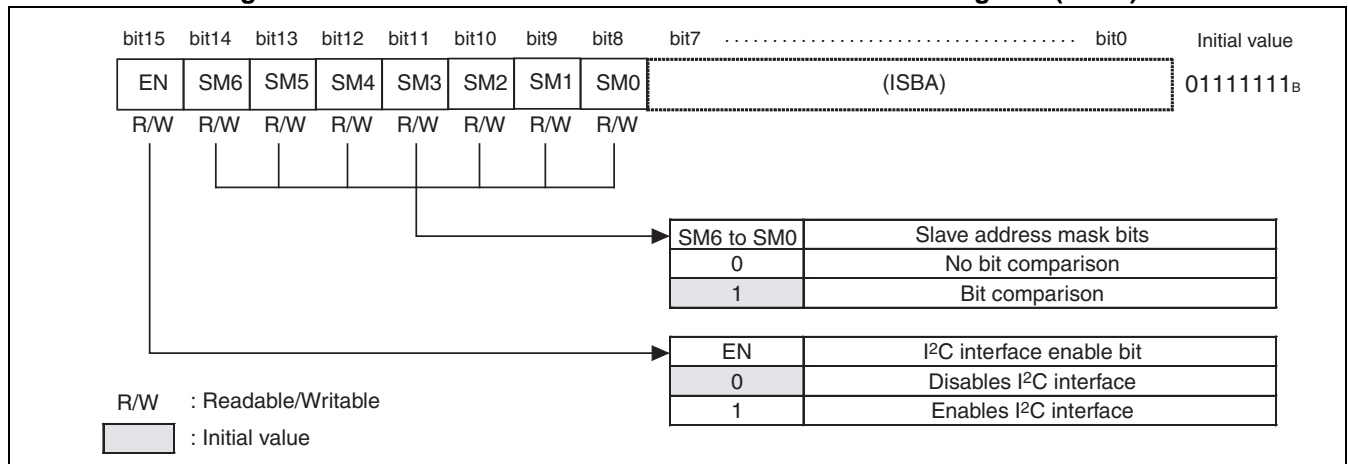 bit15 bit14 bit13 bit12 bit11 bit10 bit9 bit8 bit7 ..................................... bit0 Initial value
EN SM6 SM5 SM4 SM3 SM2 SM1 SM0 (ISBA) 01111111B
R/W R/W R/W R/W R/W R/W R/W R/W
SM6 to SM0 Slave address mask bits
0 No bit comparison
1 Bit comparison
EN I2C interface enable bit
0 Disables I2C interface
1 Enables I2C interface
R/W : Readable/Writable
: Initial value